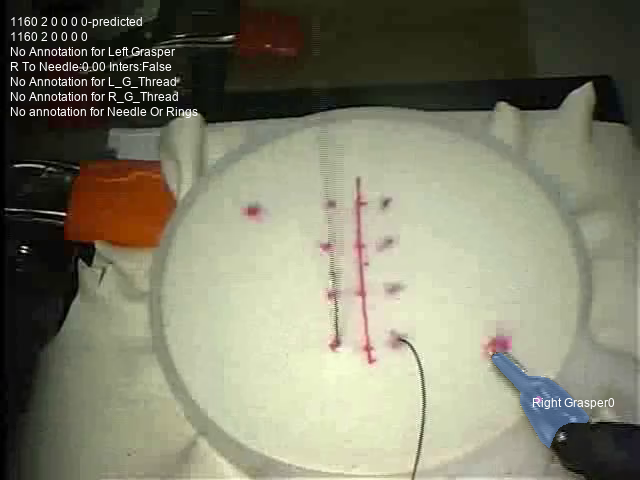 1160 2 0 0 0 0-predicted
1160 2 0 0 0 0
No Annotation for Left Grasper
R To Needle:0.00 Inters:False
No Annotation for L_G_Thread
No Annotation for R_G_Thread
No annotation for Needle Or Rings
Right Grasper0